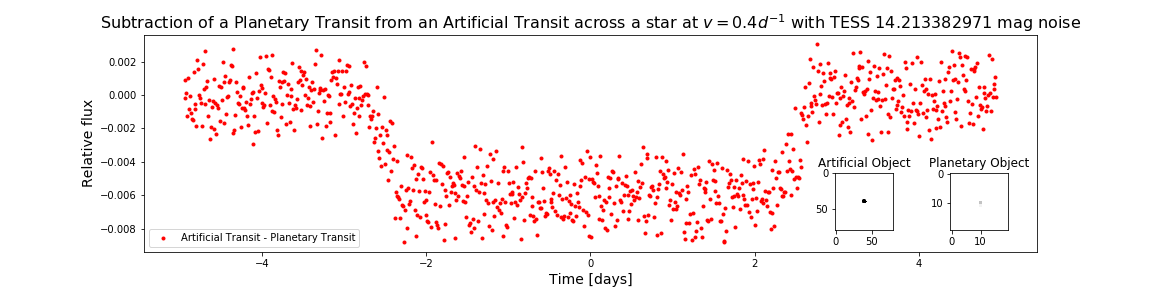 Subtraction of a Planetary Transit from an Artificial Transit across a star at v = 0.4d⁻¹ with TESS 14.213382971 mag noise
Relative flux
0.002
0.000
−0.002
−0.004
−0.006
−0.008
Artificial Transit - Planetary Transit
Artificial Object
0
50
0 50
Planetary Object
0
10
0 10
−4 −2 0 2 4
Time [days]